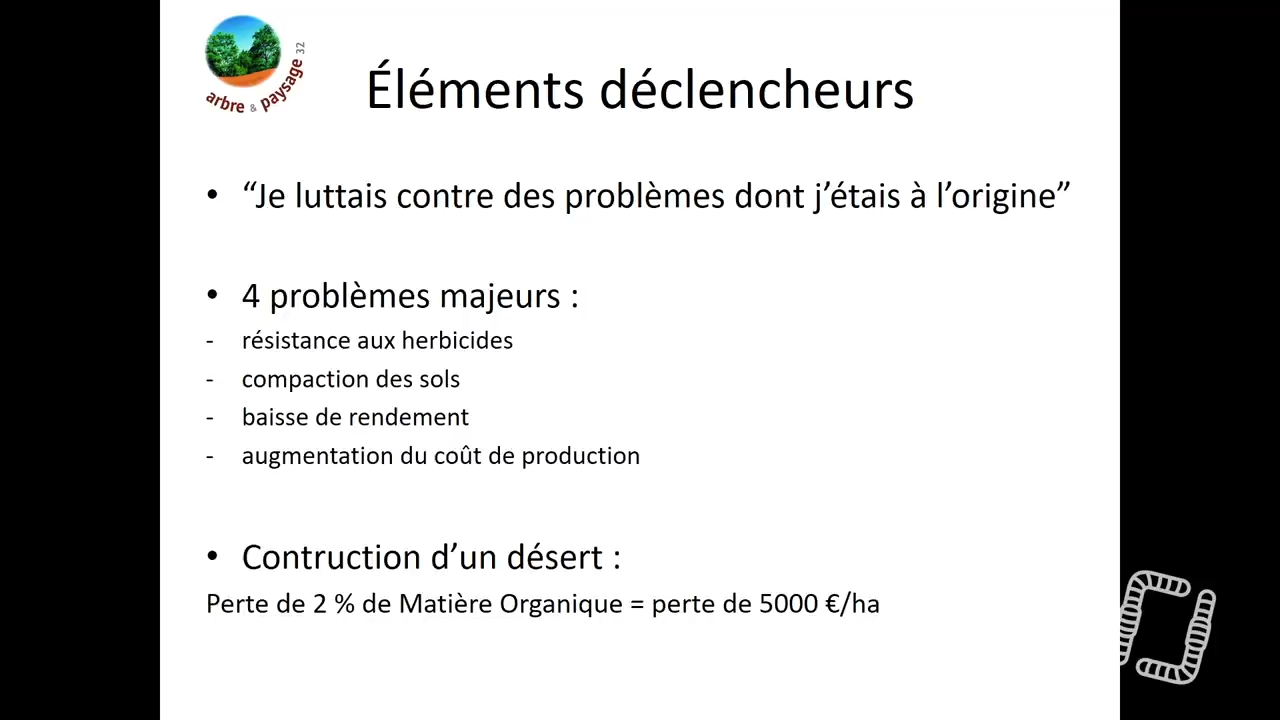 arbre & paysage 32
Éléments déclencheurs
• “Je luttais contre des problèmes dont j’étais à l’origine”
• 4 problèmes majeurs :
- résistance aux herbicides
- compaction des sols
- baisse de rendement
- augmentation du coût de production
• Contruction d’un désert :
Perte de 2 % de Matière Organique = perte de 5000 €/ha